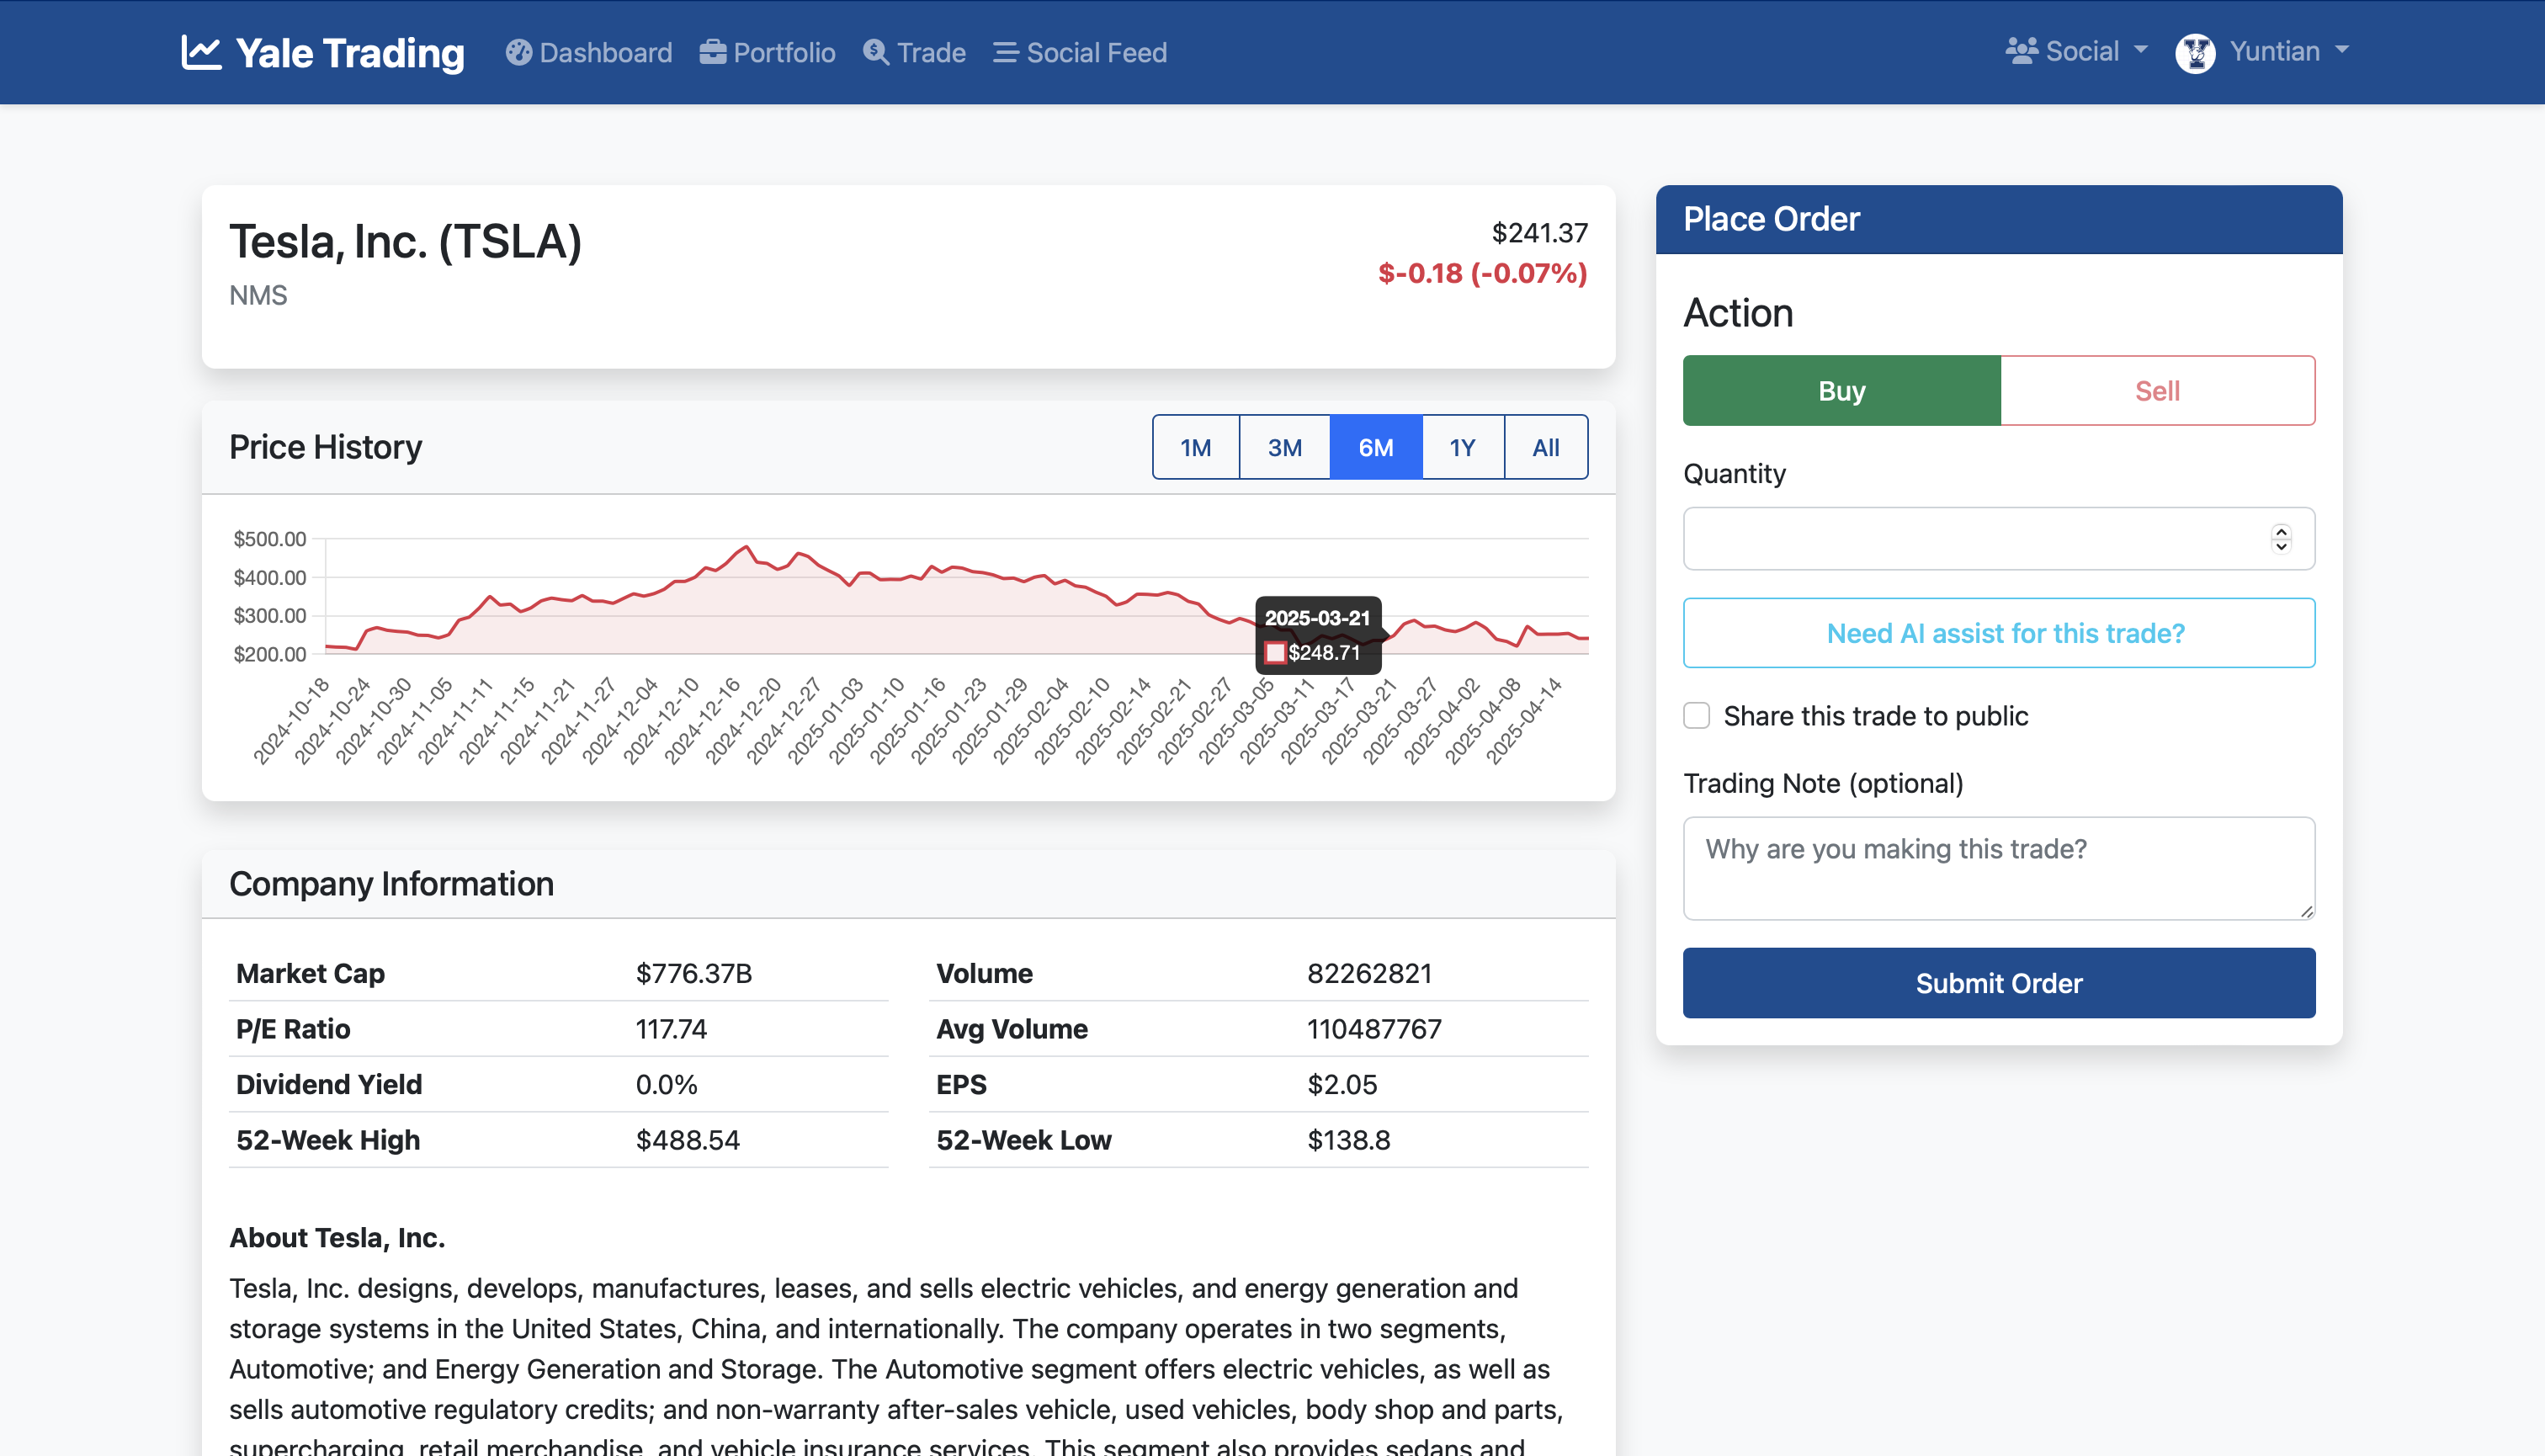 Yale Trading
Dashboard
Portfolio
Trade
Social Feed
Social
Yuntian
Tesla, Inc. (TSLA)
NMS
$241.37
$-0.18 (-0.07%)
Price History
1M
3M
6M
1Y
All
$500.00
$400.00
$300.00
$200.00
2025-03-21
$248.71
2024-10-18
2024-10-24
2024-10-30
2024-11-05
2024-11-11
2024-11-15
2024-11-21
2024-11-27
2024-12-04
2024-12-10
2024-12-16
2024-12-20
2024-12-27
2025-01-03
2025-01-10
2025-01-16
2025-01-23
2025-01-29
2025-02-04
2025-02-10
2025-02-14
2025-02-21
2025-02-27
2025-03-05
2025-03-11
2025-03-17
2025-03-21
2025-03-27
2025-04-02
2025-04-08
2025-04-14
Company Information
Market Cap $776.37B
Volume 82262821
P/E Ratio 117.74
Avg Volume 110487767
Dividend Yield 0.0%
EPS $2.05
52-Week High $488.54
52-Week Low $138.8
About Tesla, Inc.
Tesla, Inc. designs, develops, manufactures, leases, and sells electric vehicles, and energy generation and
storage systems in the United States, China, and internationally. The company operates in two segments,
Automotive; and Energy Generation and Storage. The Automotive segment offers electric vehicles, as well as
sells automotive regulatory credits; and non-warranty after-sales vehicle, used vehicles, body shop and parts,
supercharging, retail merchandise, and vehicle insurance services. This segment also provides sedans and
Place Order
Action
Buy
Sell
Quantity
Need AI assist for this trade?
Share this trade to public
Trading Note (optional)
Why are you making this trade?
Submit Order